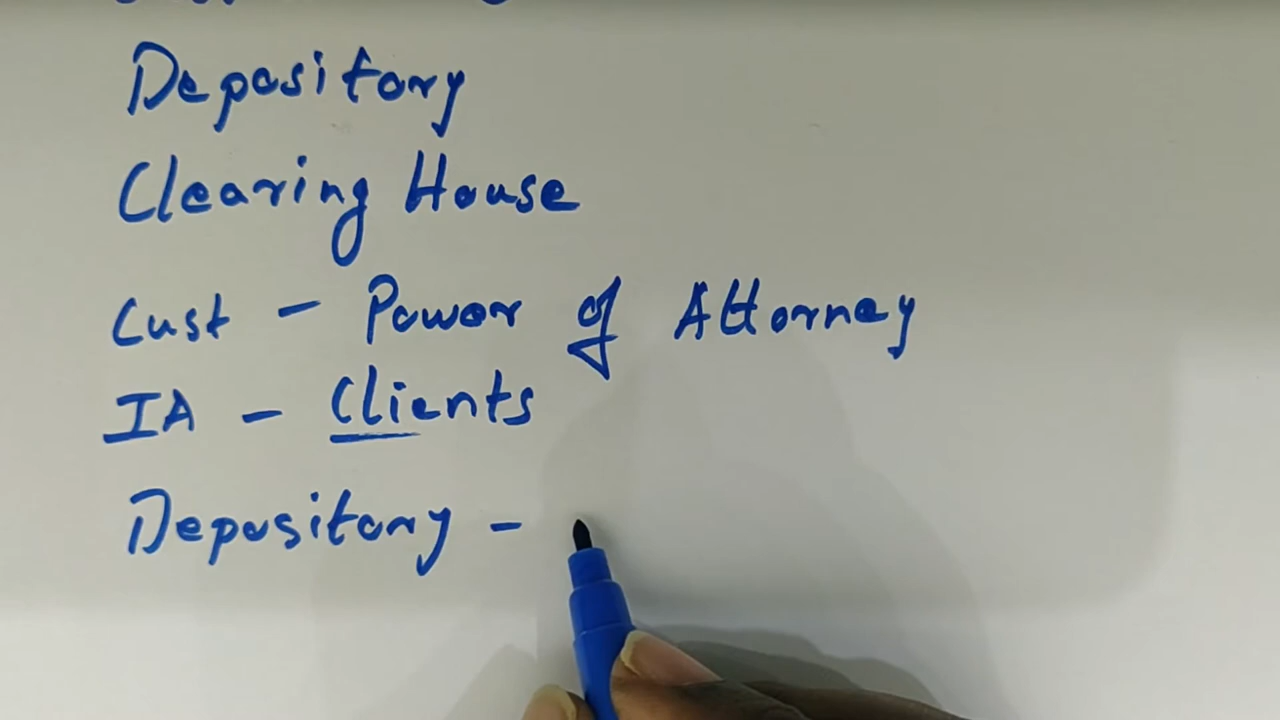 Depository
Clearing House
Cust - Power of Attorney
IA - Clients
Depository -